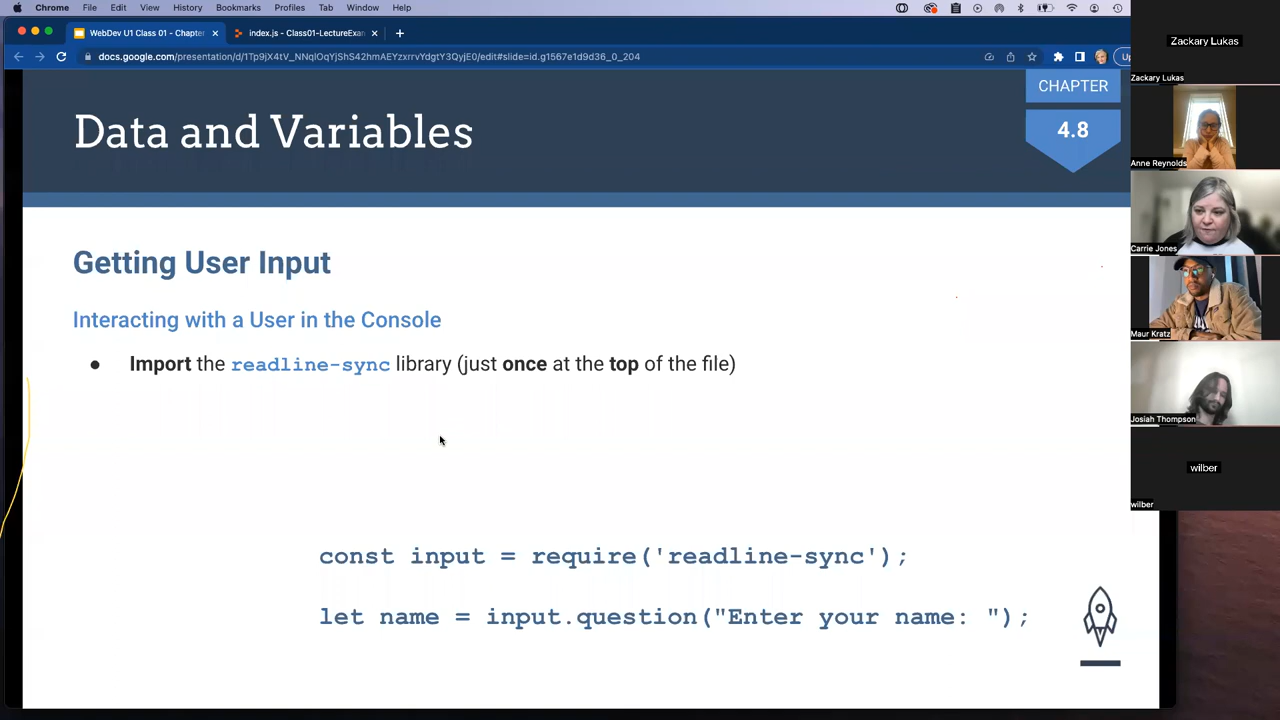 Chrome File Edit View History Bookmarks Profiles Tab Window Help
WebDev U1 Class 01 - Chapter
index.js - Class01-LectureExam
docs.google.com/presentation/d/1Tp9jX4tV_NNqlOqYjShS42hmAEYzxrrvYdgtY3QyjE0/edit#slide=id.g1567e1d9d36_0_204
Data and Variables
CHAPTER
4.8
Getting User Input
Interacting with a User in the Console
● Import the readline-sync library (just once at the top of the file)
const input = require('readline-sync');
let name = input.question("Enter your name: ");
Zackary Lukas
Zackary Lukas
Anne Reynolds
Carrie Jones
Maur Kratz
Josiah Thompson
wilber
wilber